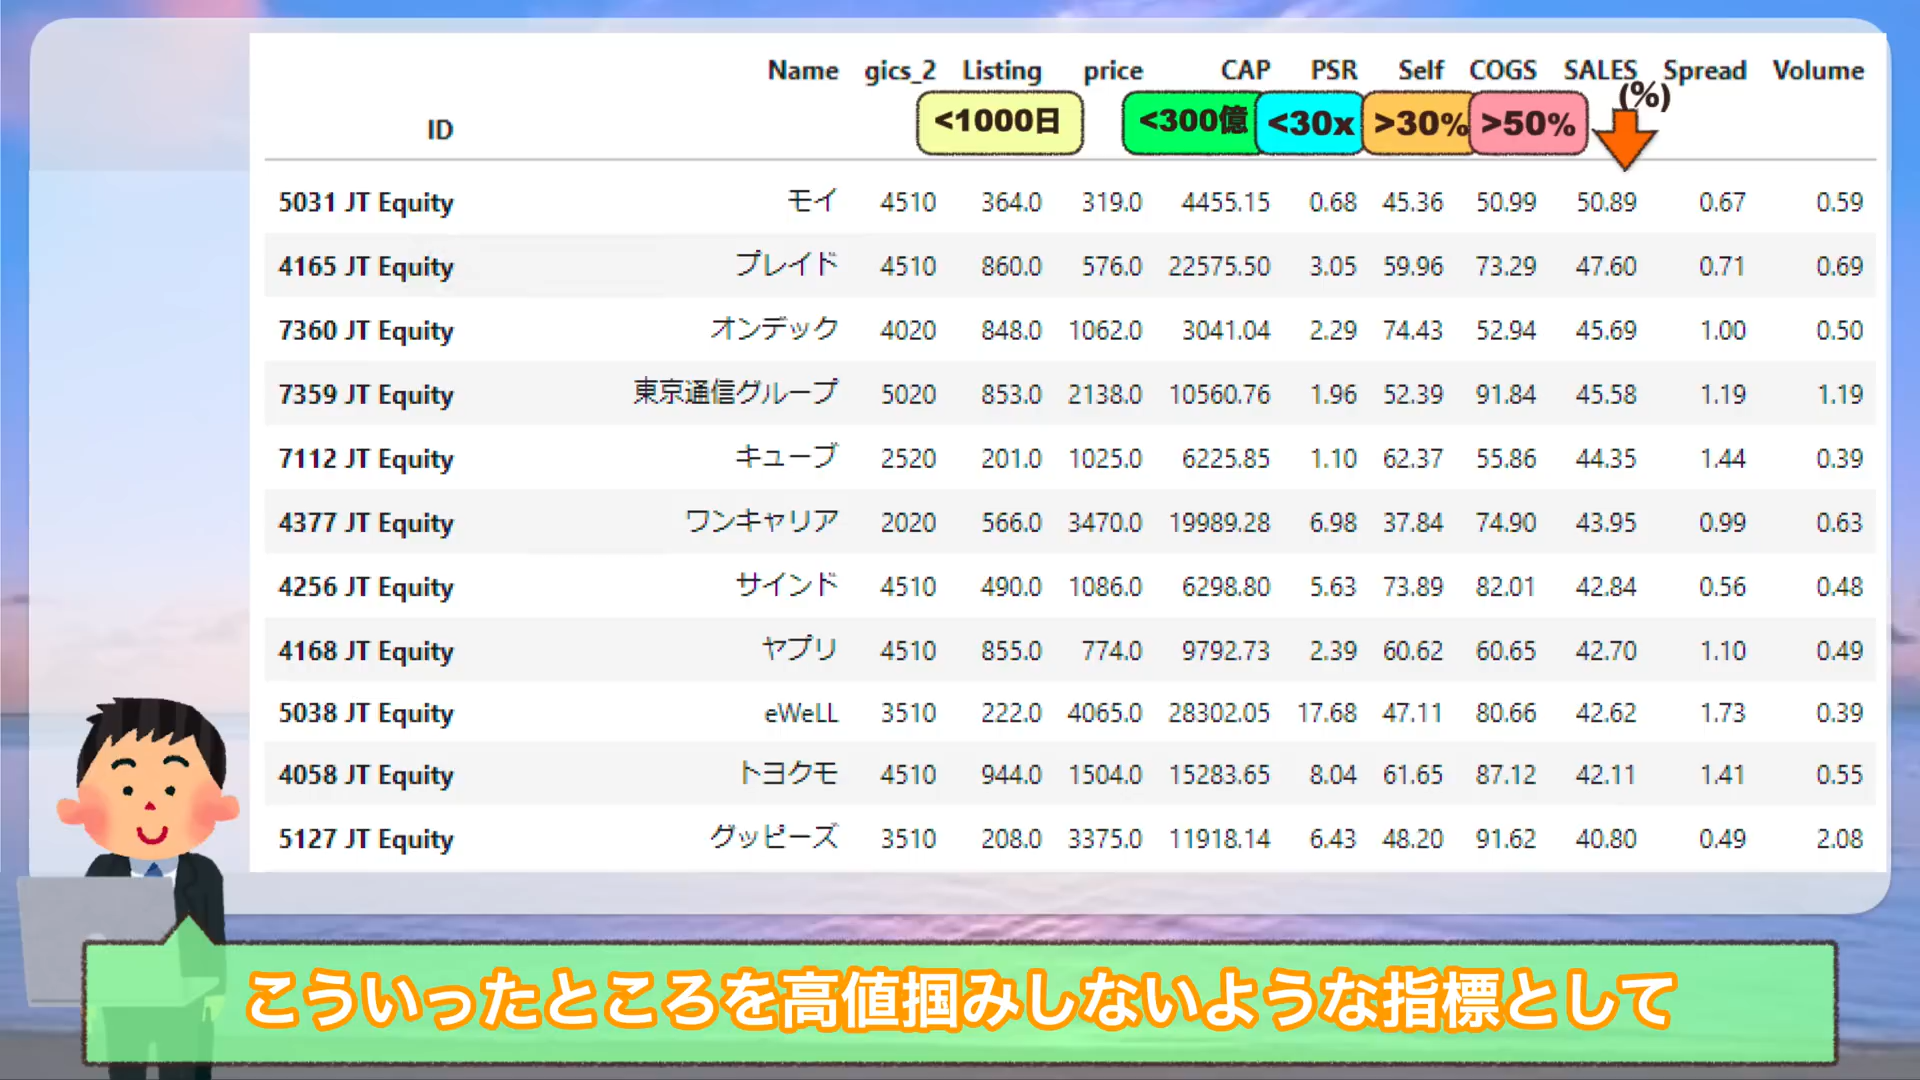 Name gics_2 Listing price CAP PSR Self COGS SALES Spread Volume
(%)
<1000日 <300億 <30x >30% >50%
ID
5031 JT Equity モイ 4510 364.0 319.0 4455.15 0.68 45.36 50.99 50.89 0.67 0.59
4165 JT Equity プレイド 4510 860.0 576.0 22575.50 3.05 59.96 73.29 47.60 0.71 0.69
7360 JT Equity オンデック 4020 848.0 1062.0 3041.04 2.29 74.43 52.94 45.69 1.00 0.50
7359 JT Equity 東京通信グループ 5020 853.0 2138.0 10560.76 1.96 52.39 91.84 45.58 1.19 1.19
7112 JT Equity キューブ 2520 201.0 1025.0 6225.85 1.10 62.37 55.86 44.35 1.44 0.39
4377 JT Equity ワンキャリア 2020 566.0 3470.0 19989.28 6.98 37.84 74.90 43.95 0.99 0.63
4256 JT Equity サインド 4510 490.0 1086.0 6298.80 5.63 73.89 82.01 42.84 0.56 0.48
4168 JT Equity ヤプリ 4510 855.0 774.0 9792.73 2.39 60.62 60.65 42.70 1.10 0.49
5038 JT Equity eWeLL 3510 222.0 4065.0 28302.05 17.68 47.11 80.66 42.62 1.73 0.39
4058 JT Equity トヨクモ 4510 944.0 1504.0 15283.65 8.04 61.65 87.12 42.11 1.41 0.55
5127 JT Equity グッピーズ 3510 208.0 3375.0 11918.14 6.43 48.20 91.62 40.80 0.49 2.08
こういったところを高値掴みしないような指標として